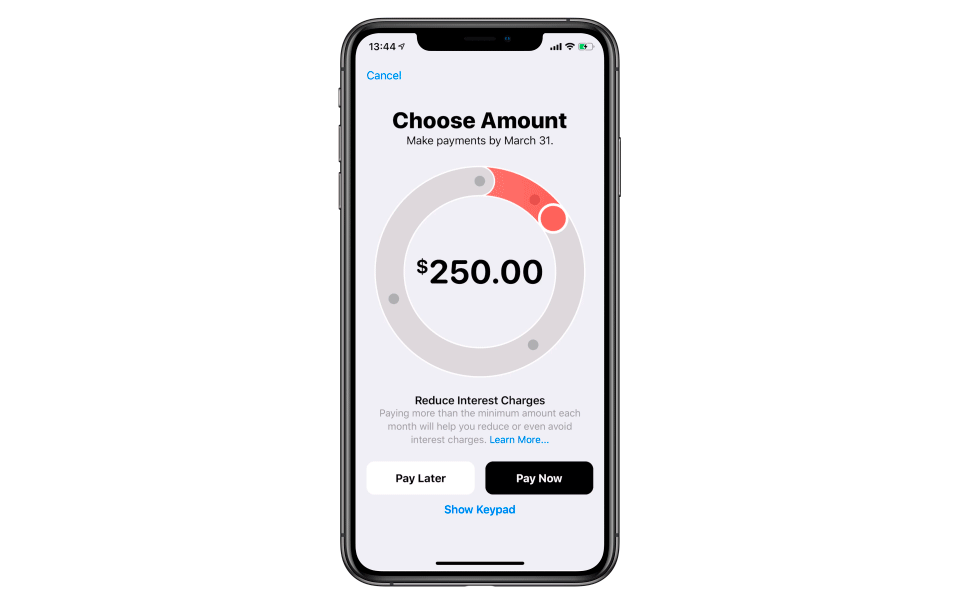 13:44
Cancel
Choose Amount
Make payments by March 31.
$250.00
Reduce Interest Charges
Paying more than the minimum amount each
month will help you reduce or even avoid
interest charges. Learn More...
Pay Later
Pay Now
Show Keypad